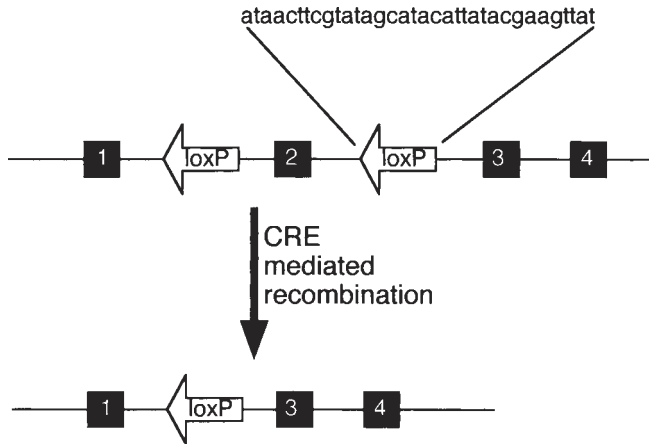 ataacttcgtatagcatacattatacgaagttat
1 loxP 2 loxP 3 4
CRE
mediated
recombination
1 loxP 3 4